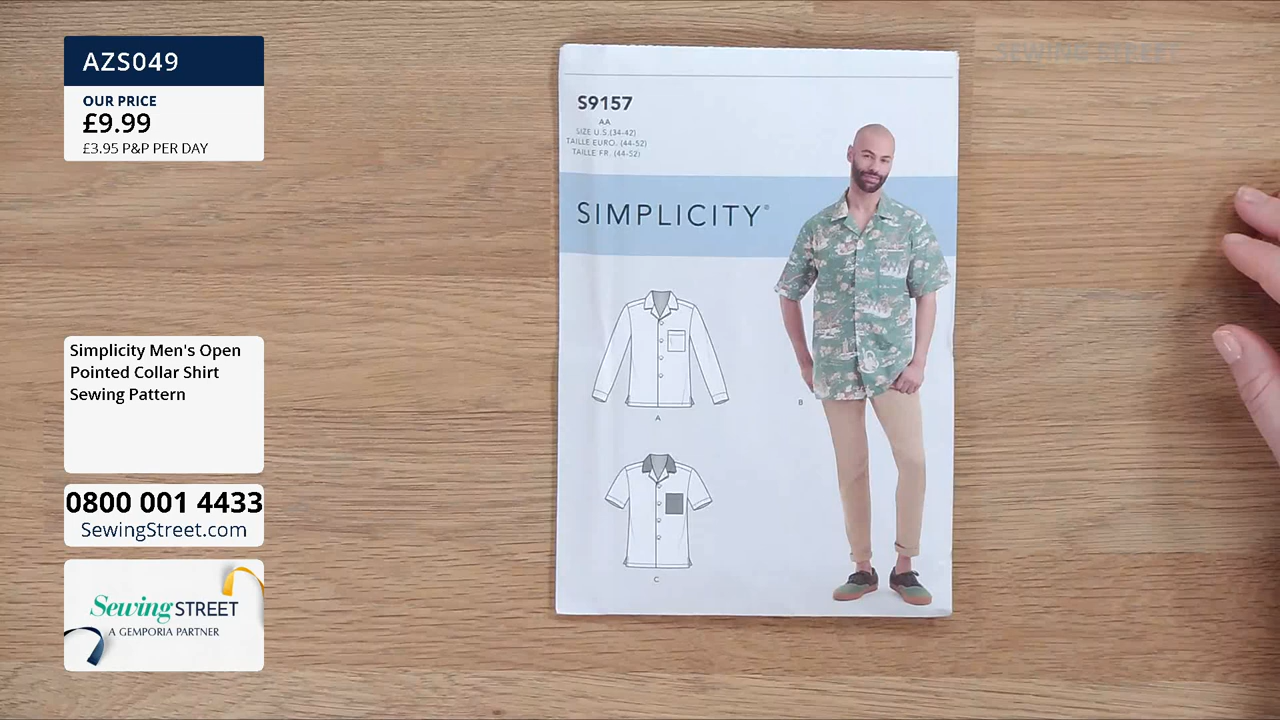 AZS049
OUR PRICE
£9.99
£3.95 P&P PER DAY
Simplicity Men's Open
Pointed Collar Shirt
Sewing Pattern
0800 001 4433
SewingStreet.com
Sewing STREET
A GEMPORIA PARTNER
SEWING STREET
S9157
AA
SIZE U.S.(34-42)
TAILLE EURO. (44-52)
TAILLE FR. (44-52)
SIMPLICITY®
A
B
C